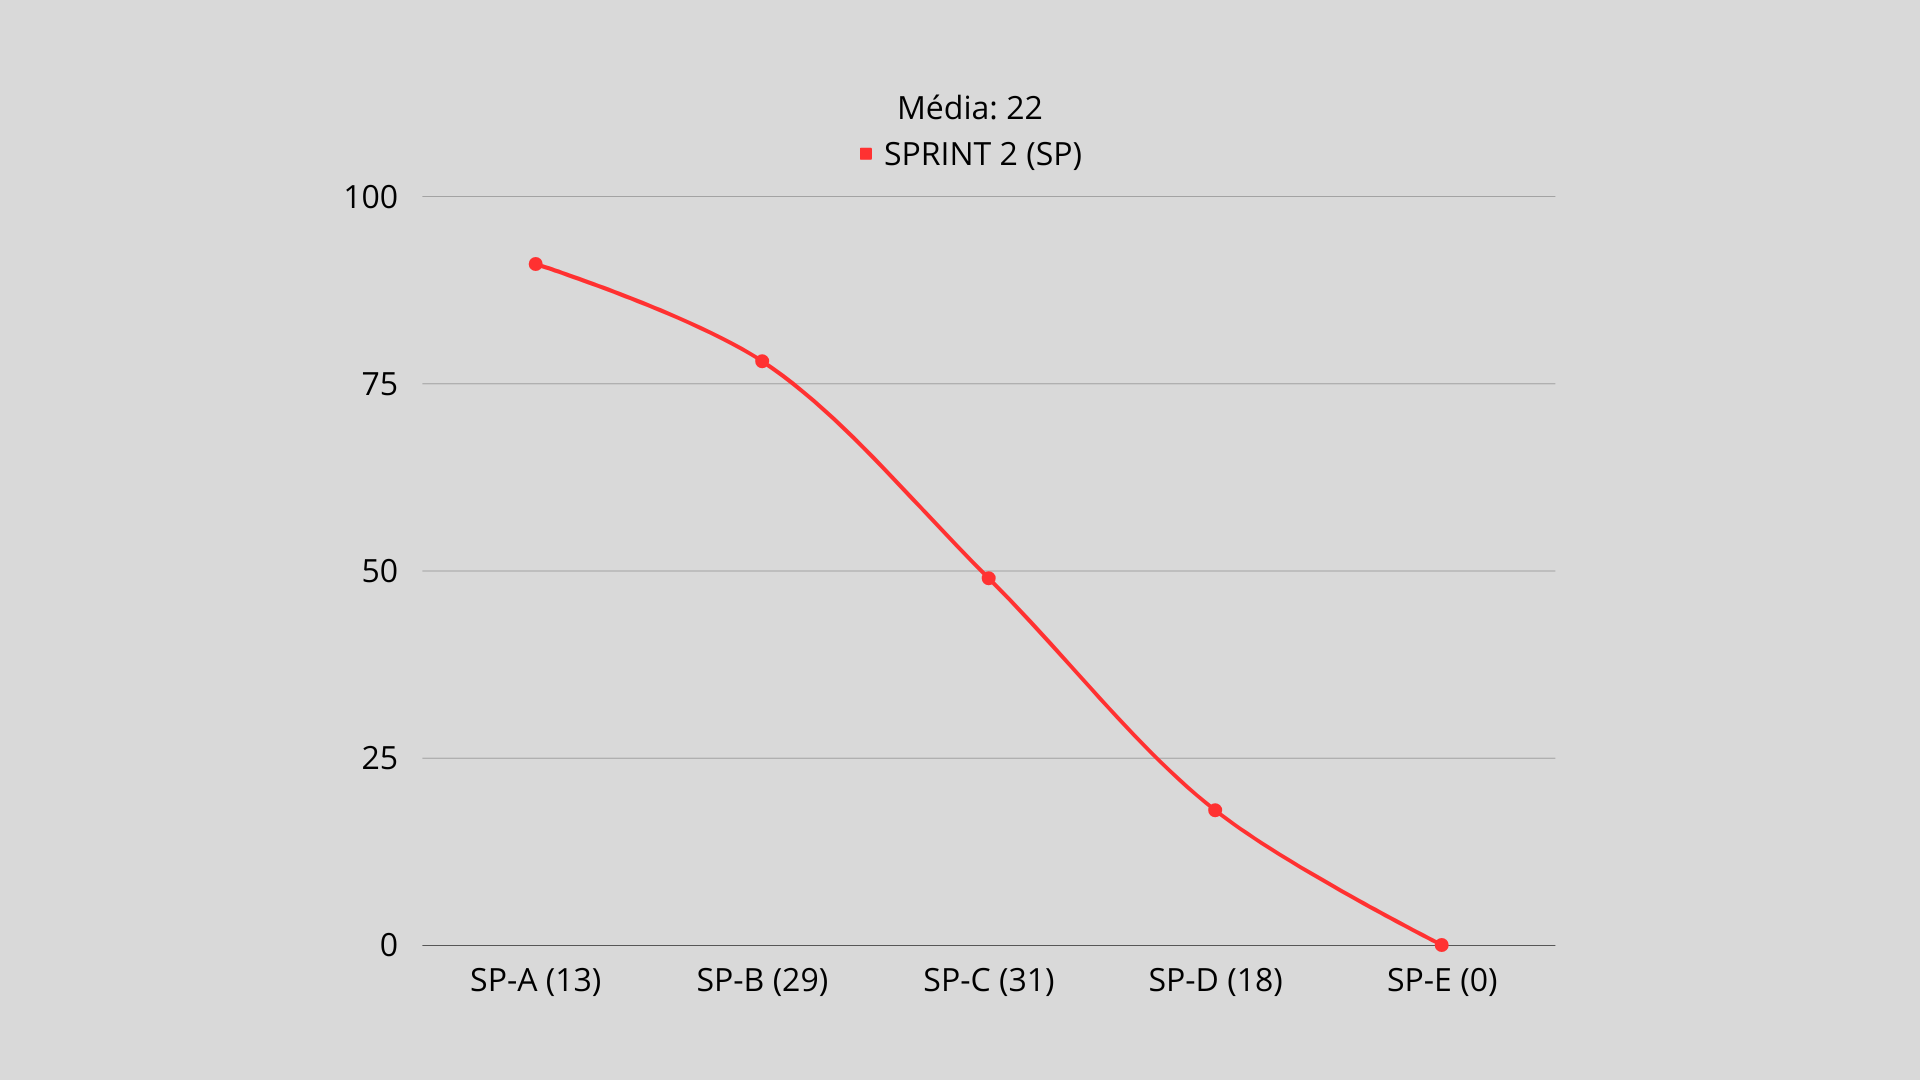 Média: 22
SPRINT 2 (SP)
100
75
50
25
0
SP-A (13) SP-B (29) SP-C (31) SP-D (18) SP-E (0)